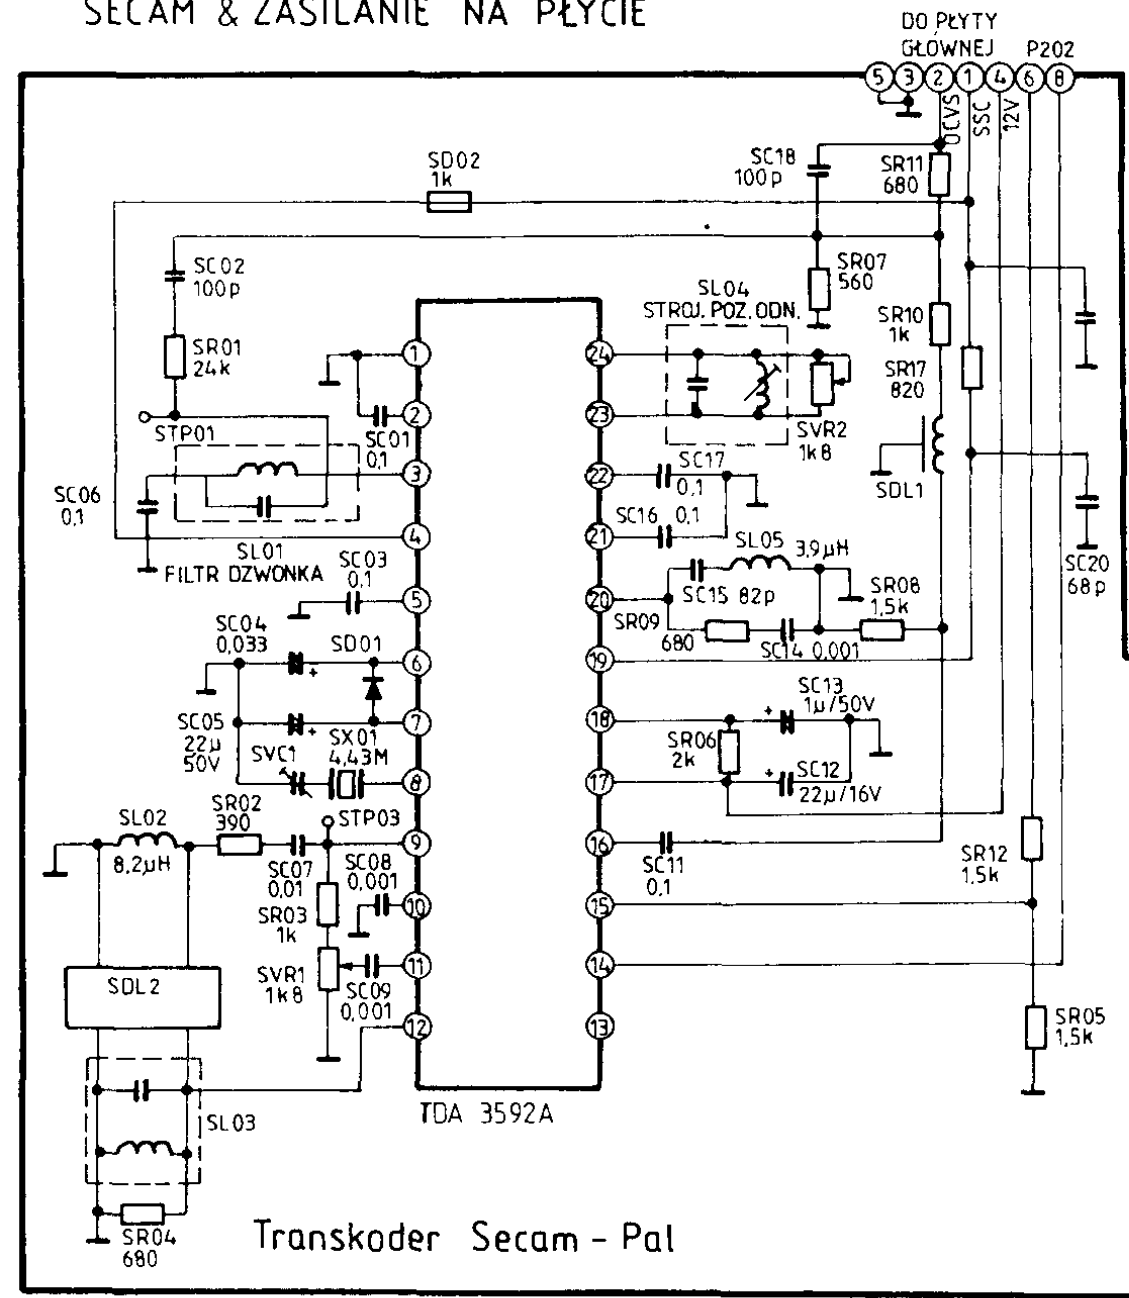 SECAM & ZASILANIE NA PŁYCIE
DO PŁYTY
GŁÓWNEJ P202
5 3 2 1 4 6 8
OCVS
SSC
12V
SD02
1k
SC18
100p
SR11
680
SC02
100p
SR07
560
SL04
STROJ. POZ. ODN.
SR10
1k
SR01
24k
SR17
820
STP01
SC01
0,1
SVR2
1k8
SDL1
SC06
0,1
SC17
0,1
SC16 0,1
SL01
FILTR DZWONKA
SL05 3,9µH
SC20
68p
SC03
0,1
SC15 82p
SR08
1,5k
SR09
680
SC14 0,001
SC04
0,033
SD01
+
SC05
22µ
50V
+
SVC1
SX01
4,43M
SC13
1µ/50V
+
SR06
2k
SC12
22µ/16V
+
SR02
390
STP03
SL02
8,2µH
SC07
0,01
SC08
0,001
SC11
0,1
SR12
1,5k
SR03
1k
SVR1
1k8
SC09
0,001
SDL2
SR05
1,5k
1
2
3
4
5
6
7
8
9
10
11
12
24
23
22
21
20
19
18
17
16
15
14
13
TDA 3592A
SL03
SR04
680
Transkoder Secam - Pal